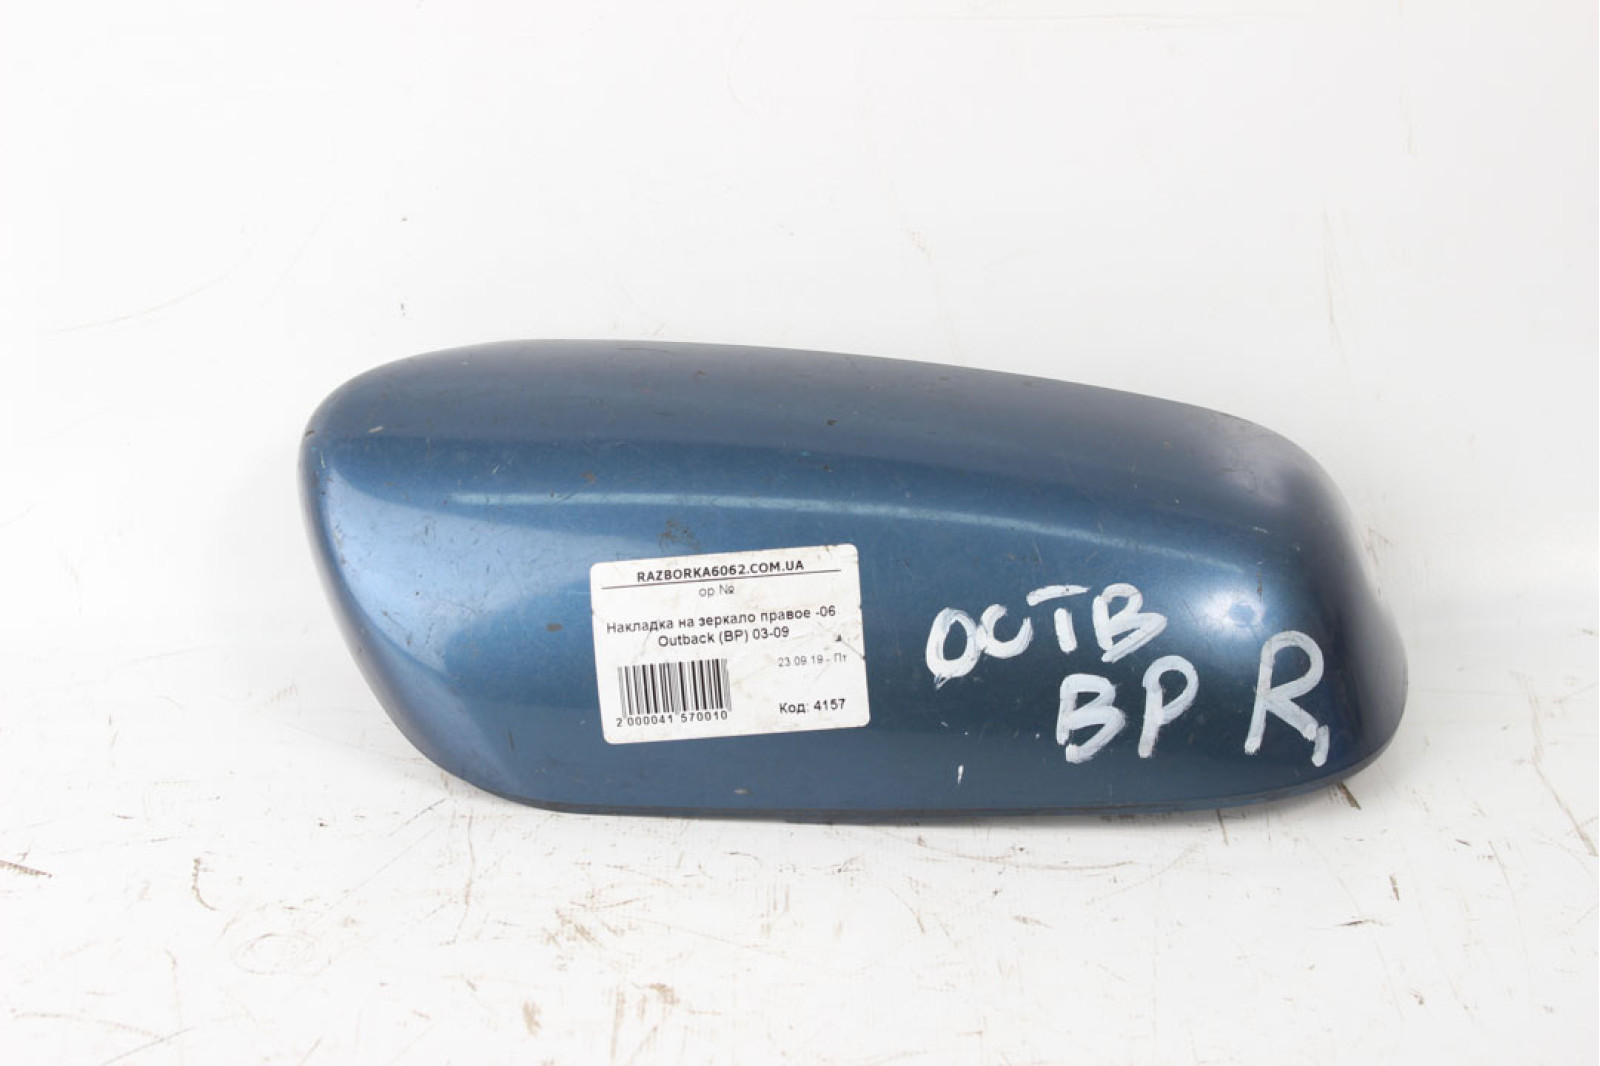 RAZBORKA6062.COM.UA
ор.№
Накладка на зеркало правое -06
Outback (BP) 03-09
23.09.19 - Пт
2 000041 570010
Код: 4157
ОСТВ
BP R